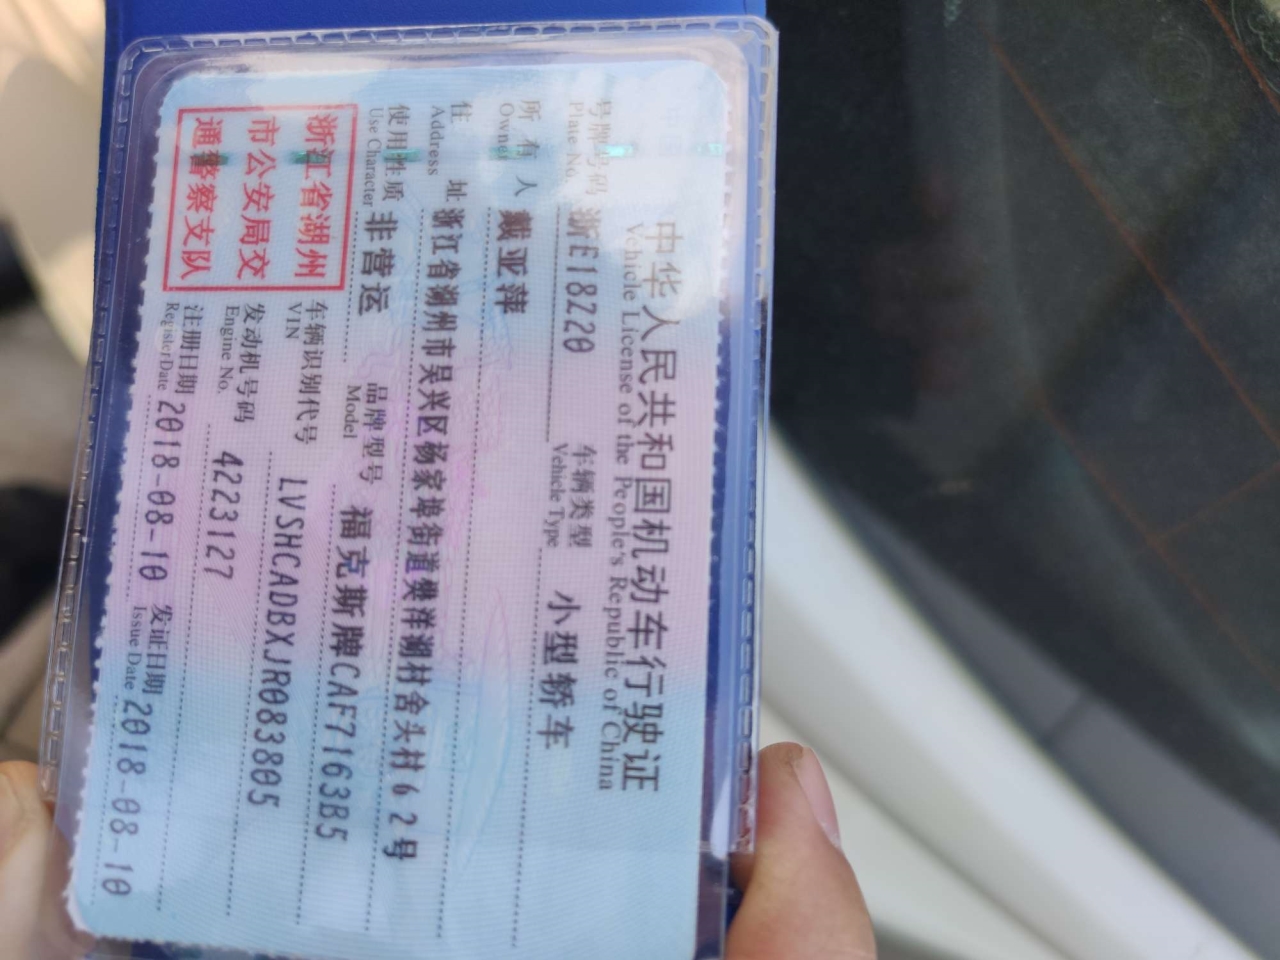 中华人民共和国机动车行驶证
Vehicle License of the People's Republic of China
号牌号码 浙E18Z20 车辆类型 小型轿车
Plate No. Vehicle Type
所有人 戴亚萍
Owner
住址 浙江省湖州市吴兴区杨家埠街道樊洋湖村舍头村62号
Address
使用性质 非营运 品牌型号 福克斯牌CAF7163B5
Use Character Model
浙江省湖州
市公安局交
通警察支队
车辆识别代号 LVSHCADBXJR083805
VIN
发动机号码 4223127
Engine No.
注册日期 2018-08-10 发证日期 2018-08-10
Register Date Issue Date